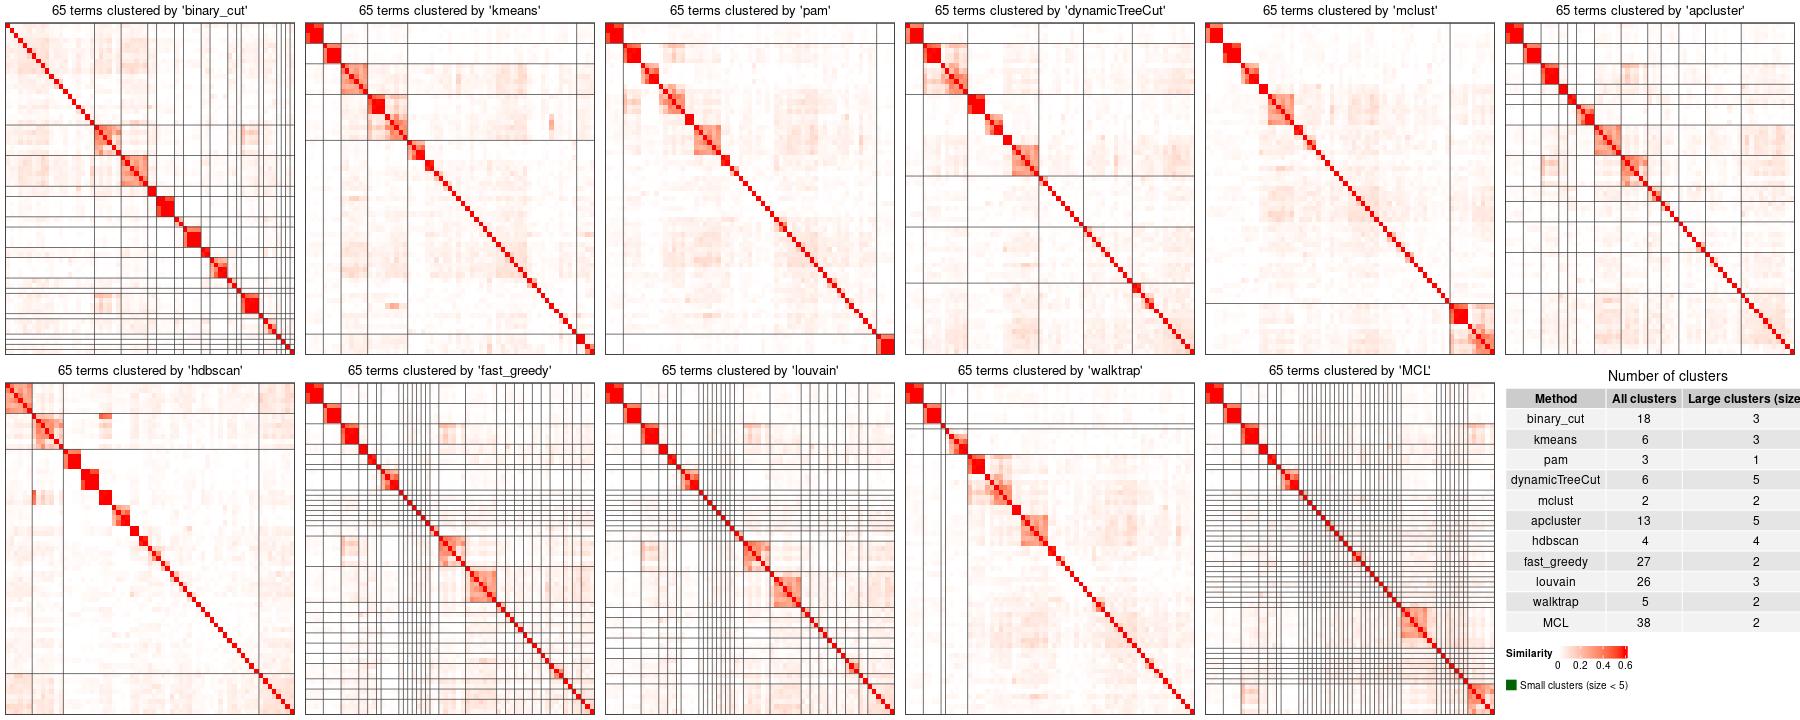 65 terms clustered by 'binary_cut'
65 terms clustered by 'kmeans'
65 terms clustered by 'pam'
65 terms clustered by 'dynamicTreeCut'
65 terms clustered by 'mclust'
65 terms clustered by 'apcluster'
65 terms clustered by 'hdbscan'
65 terms clustered by 'fast_greedy'
65 terms clustered by 'louvain'
65 terms clustered by 'walktrap'
65 terms clustered by 'MCL'
Number of clusters
Method All clusters Large clusters (size
binary_cut 18 3
kmeans 6 3
pam 3 1
dynamicTreeCut 6 5
mclust 2 2
apcluster 13 5
hdbscan 4 4
fast_greedy 27 2
louvain 26 3
walktrap 5 2
MCL 38 2
Similarity
0 0.2 0.4 0.6
Small clusters (size < 5)